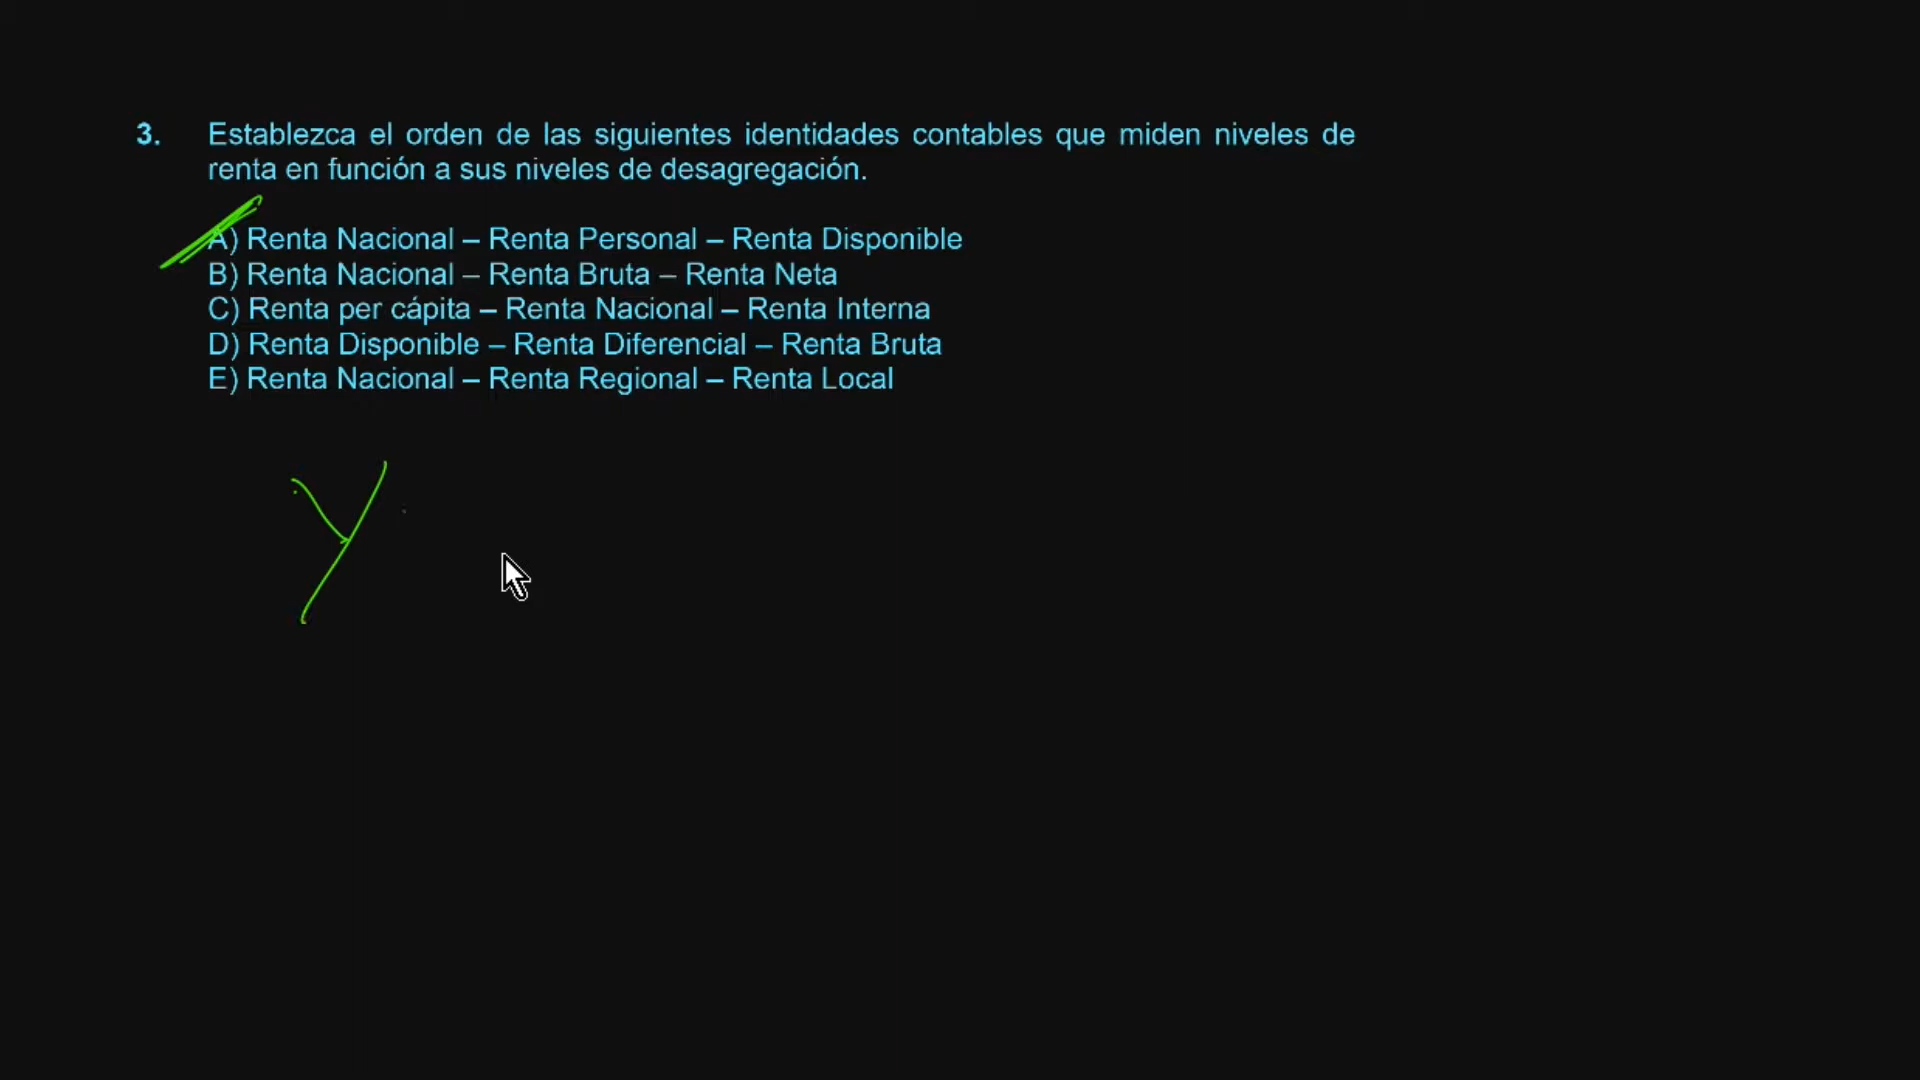 3. Establezca el orden de las siguientes identidades contables que miden niveles de
renta en función a sus niveles de desagregación.
A) Renta Nacional – Renta Personal – Renta Disponible
B) Renta Nacional – Renta Bruta – Renta Neta
C) Renta per cápita – Renta Nacional – Renta Interna
D) Renta Disponible – Renta Diferencial – Renta Bruta
E) Renta Nacional – Renta Regional – Renta Local
y